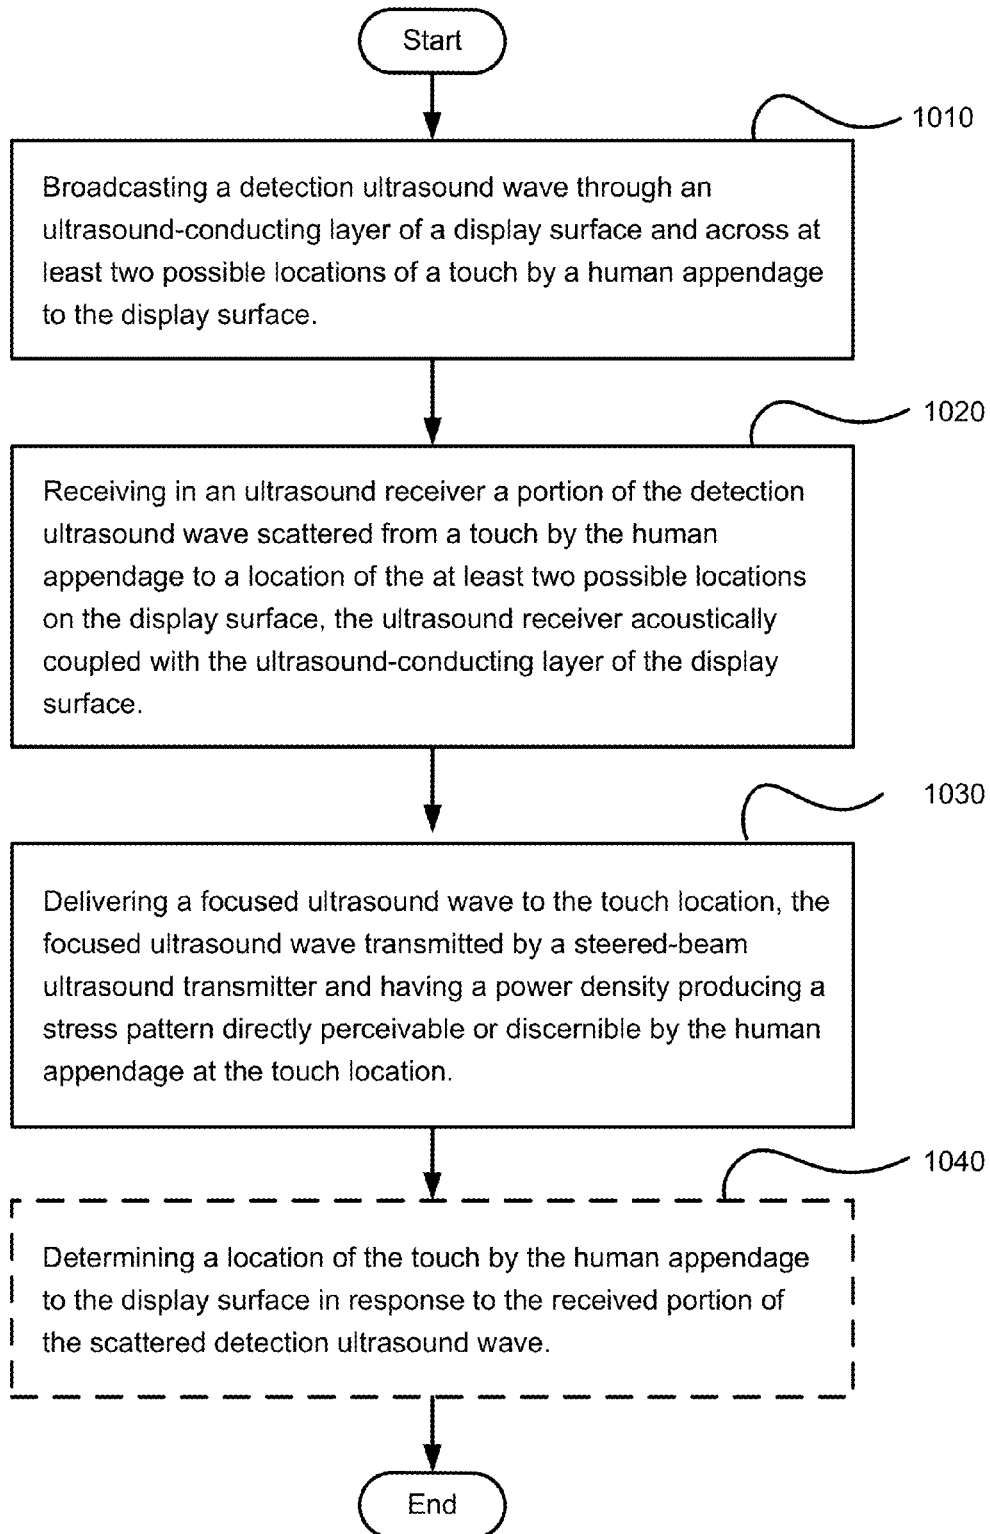 Start
1010
Broadcasting a detection ultrasound wave through an
ultrasound-conducting layer of a display surface and across at
least two possible locations of a touch by a human appendage
to the display surface.
1020
Receiving in an ultrasound receiver a portion of the detection
ultrasound wave scattered from a touch by the human
appendage to a location of the at least two possible locations
on the display surface, the ultrasound receiver acoustically
coupled with the ultrasound-conducting layer of the display
surface.
1030
Delivering a focused ultrasound wave to the touch location, the
focused ultrasound wave transmitted by a steered-beam
ultrasound transmitter and having a power density producing a
stress pattern directly perceivable or discernible by the human
appendage at the touch location.
1040
Determining a location of the touch by the human appendage
to the display surface in response to the received portion of
the scattered detection ultrasound wave.
End